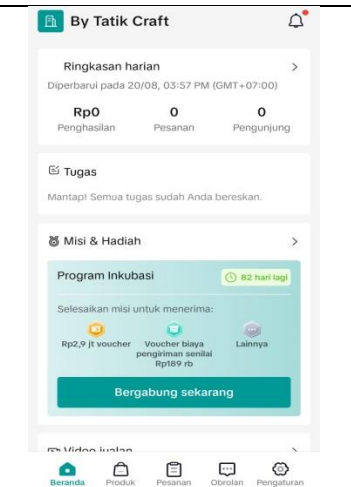 By Tatik Craft
Ringkasan harian
Diperbarui pada 20/08, 03:57 PM (GMT+07:00)
Rp0 0 0
Penghasilan Pesanan Pengunjung
Tugas
Mantap! Semua tugas sudah Anda bereskan.
Misi & Hadiah
Program Inkubasi 82 hari lagi
Selesaikan misi untuk menerima:
Rp2,9 jt voucher Voucher biaya Lainnya
pengiriman senilai
Rp189 rb
Bergabung sekarang
Video jualan
Beranda Produk Pesanan Obrolan Pengaturan